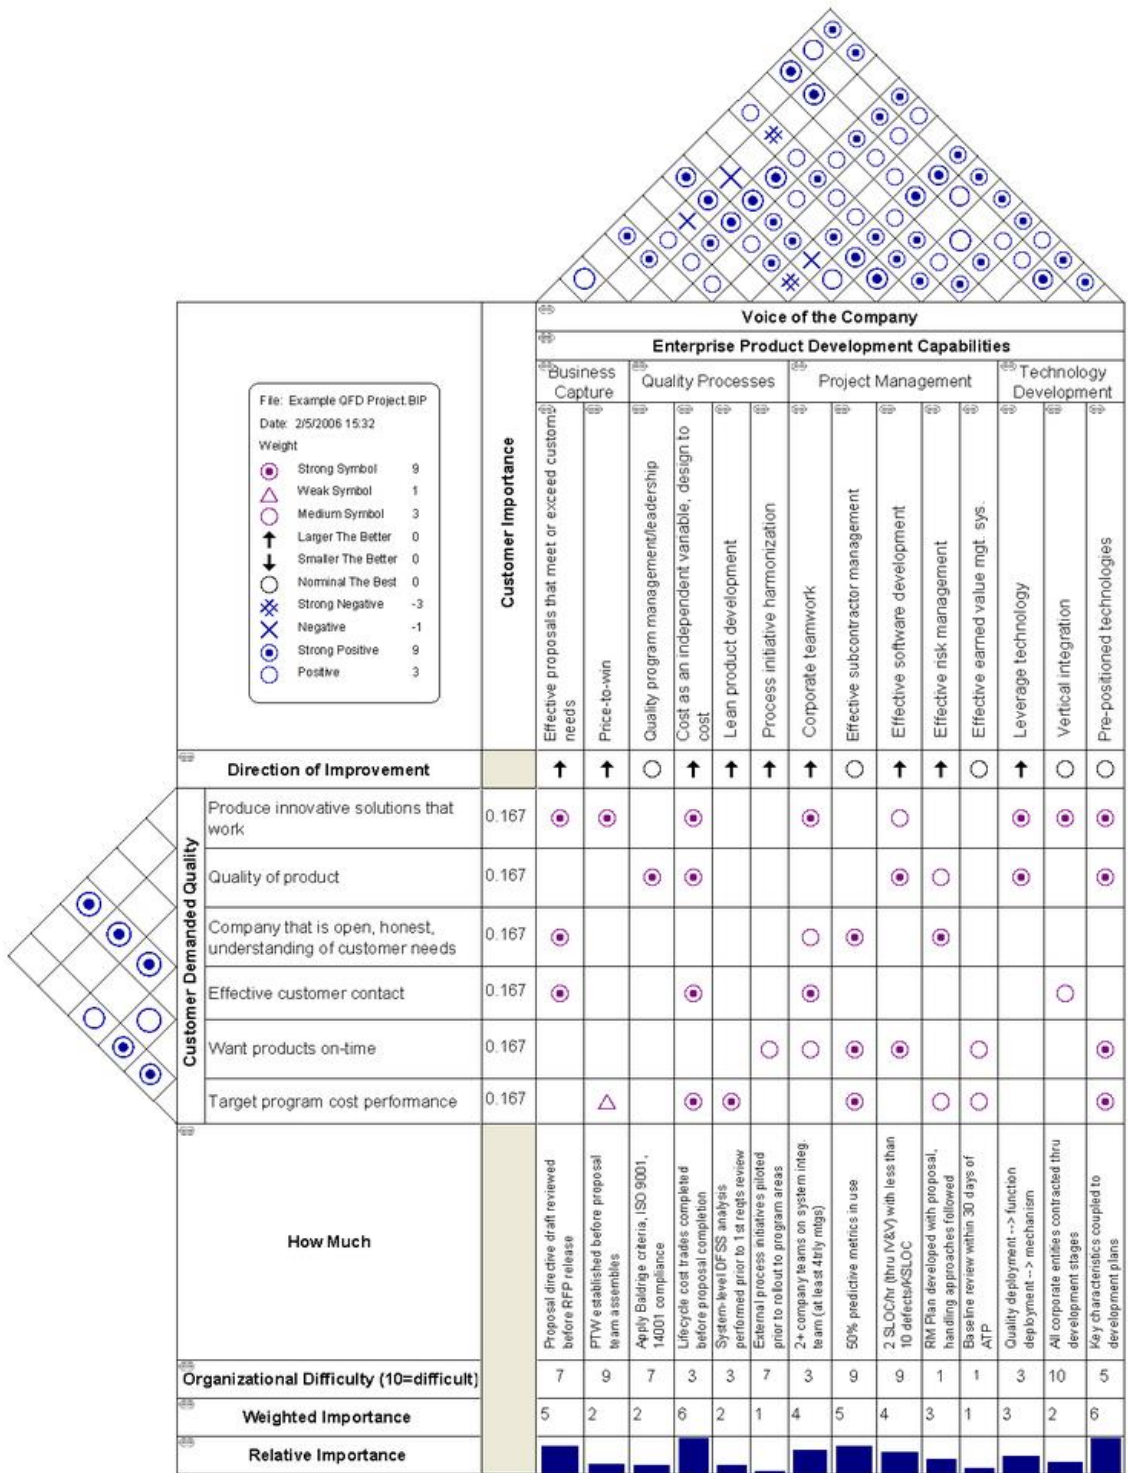 Voice of the Company
Enterprise Product Development Capabilities
Business
Capture
Quality Processes
Project Management
Technology
Development
File: Example QFD Project.BIP
Date: 2/5/2006 15:32
Weight
Strong Symbol 9
Weak Symbol 1
Medium Symbol 3
Larger The Better 0
Smaller The Better 0
Norminal The Best 0
Strong Negative -3
Negative -1
Strong Positive 9
Positive 3
Customer Importance
Effective proposals that meet or exceed custom
needs
Price-to-win
Quality program management/leadership
Cost as an independent variable, design to
cost
Lean product development
Process initiative harmonization
Corporate teamwork
Effective subcontractor management
Effective software development
Effective risk management
Effective earned value mgt. sys.
Leverage technology
Vertical integration
Pre-positioned technologies
Direction of Improvement
Customer Demanded Quality
Produce innovative solutions that
work
0.167
Quality of product
0.167
Company that is open, honest,
understanding of customer needs
0.167
Effective customer contact
0.167
Want products on-time
0.167
Target program cost performance
0.167
How Much
Proposal directive draft reviewed
before RFP release
PTW established before proposal
team assembles
Apply Baldrige criteria, ISO 9001,
14001 compliance
Lifecycle cost trades completed
before proposal completion
System-level DFSS analysis
performed prior to 1st reqts review
External process initiatives piloted
prior to rollout to program areas
2+ company teams on system integ.
team (at least 4trly mtgs)
50% predictive metrics in use
2 SLOC/hr (thru IV&V) with less than
10 defects/KSLOC
RM Plan developed with proposal,
handling approaches followed
Baseline review within 30 days of
ATP
Quality deployment --> function
deployment --> mechanism
All corporate entities contracted thru
development stages
Key characteristics coupled to
development plans
Organizational Difficulty (10=difficult) 7 9 7 3 3 7 3 9 9 1 1 3 10 5
Weighted Importance 5 2 2 6 2 1 4 5 4 3 1 3 2 6
Relative Importance